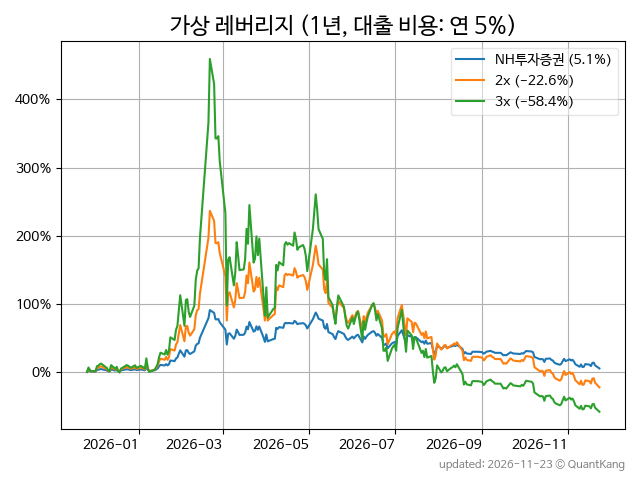 가상 레버리지 (1년, 대출 비용: 연 5%)
NH투자증권 (5.1%)
2x (−22.6%)
3x (−58.4%)
400%
300%
200%
100%
0%
2026-01 2026-03 2026-05 2026-07 2026-09 2026-11
updated: 2026-11-23 © QuantKang